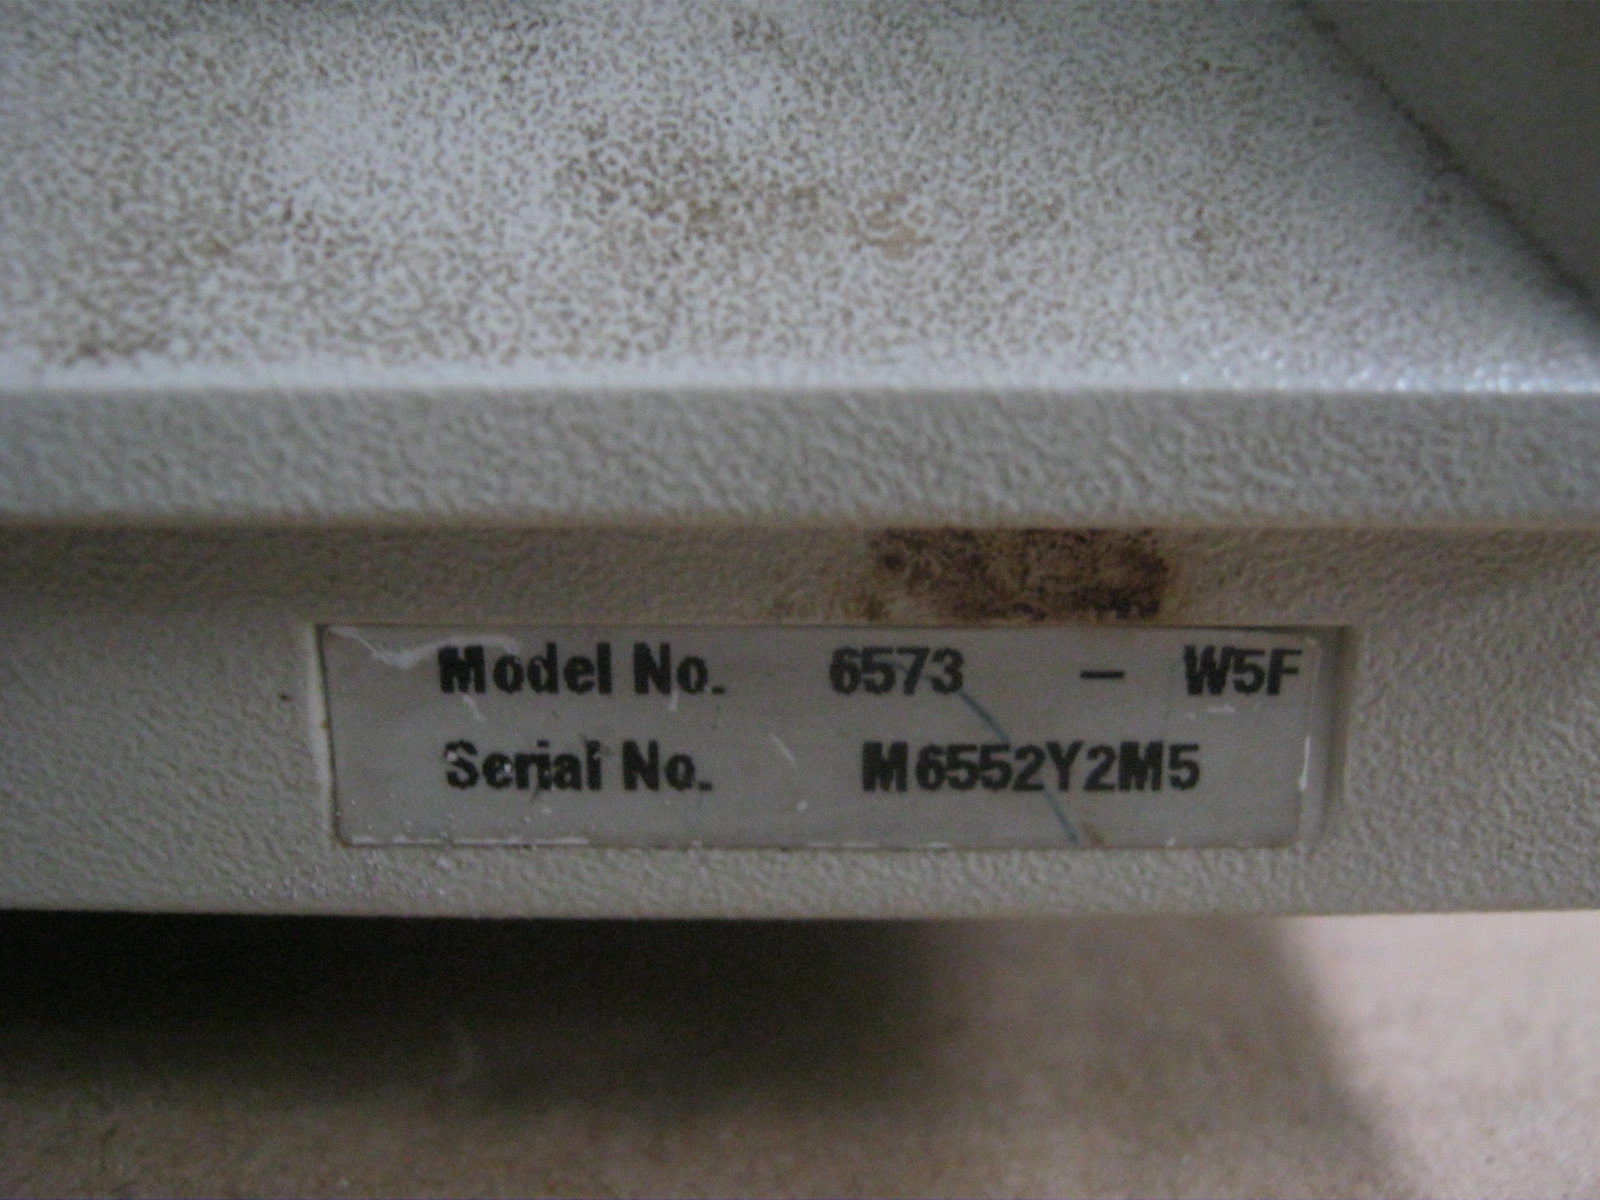 Model No. 6573 - W5F
Serial No. M6552Y2M5